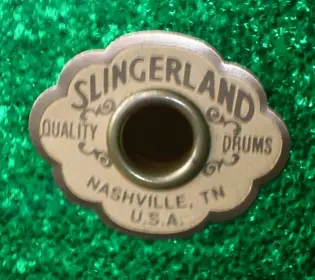 SLINGERLAND
QUALITY DRUMS
NASHVILLE, TN
U.S.A.